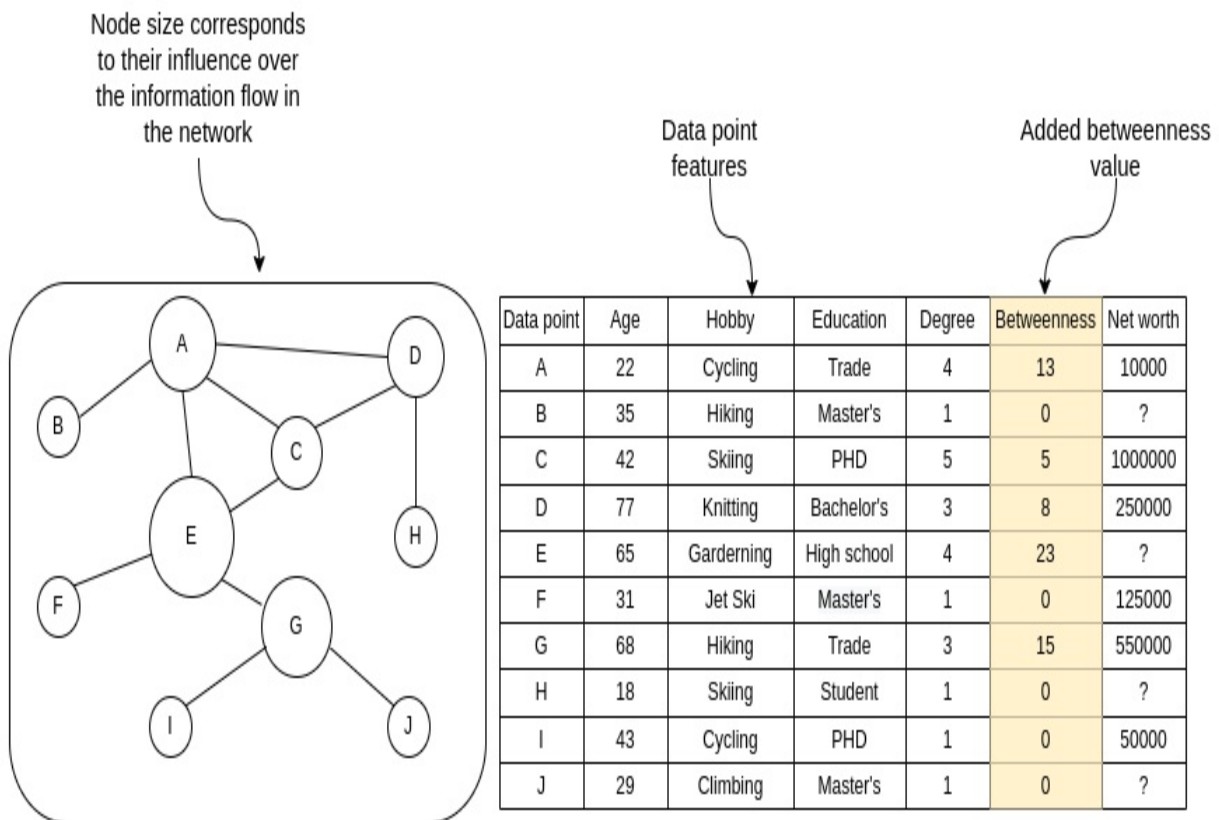 Node size corresponds
to their influence over
the information flow in
the network
Data point
features
Added betweenness
value
A
D
B
C
E
H
F
G
I
J
Data point Age Hobby Education Degree Betweenness Net worth
A 22 Cycling Trade 4 13 10000
B 35 Hiking Master's 1 0 ?
C 42 Skiing PHD 5 5 1000000
D 77 Knitting Bachelor's 3 8 250000
E 65 Garderning High school 4 23 ?
F 31 Jet Ski Master's 1 0 125000
G 68 Hiking Trade 3 15 550000
H 18 Skiing Student 1 0 ?
I 43 Cycling PHD 1 0 50000
J 29 Climbing Master's 1 0 ?